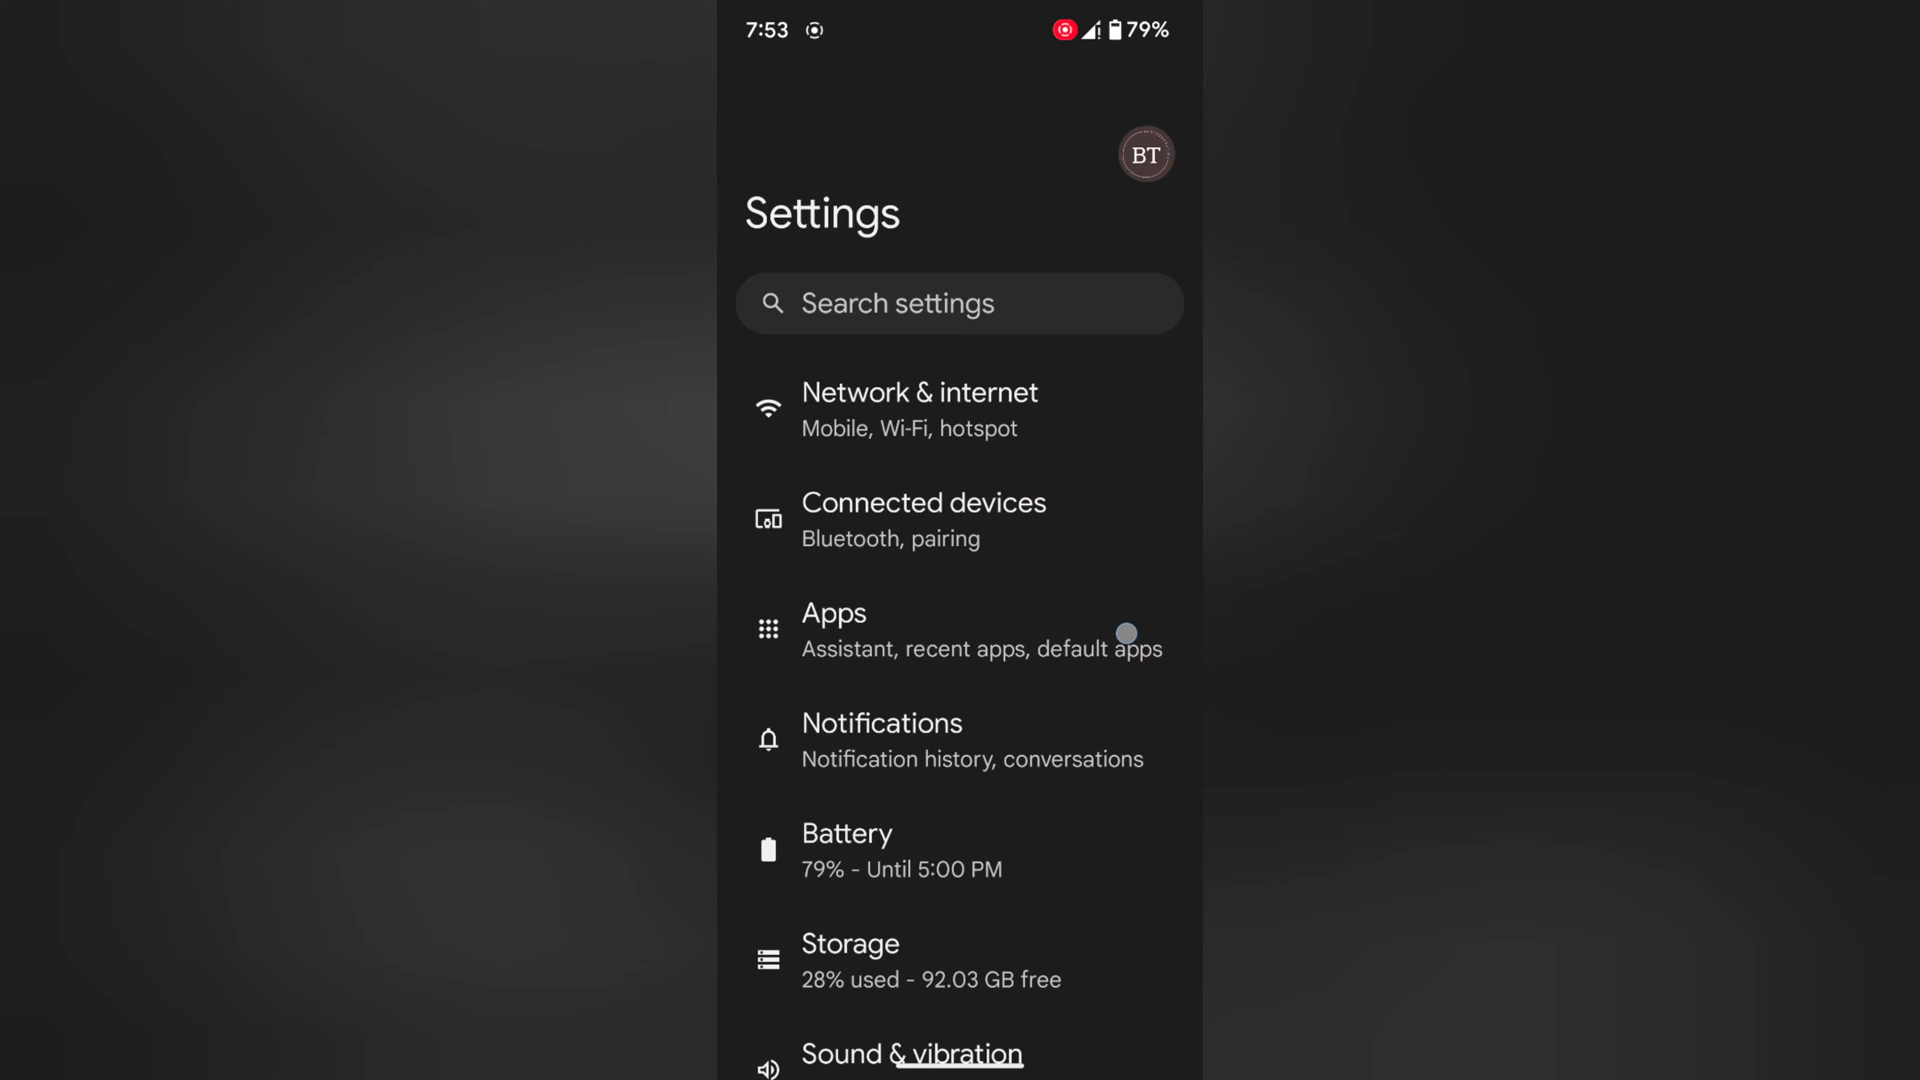 7:53 79%
BT
Settings
Search settings
Network & internet
Mobile, Wi-Fi, hotspot
Connected devices
Bluetooth, pairing
Apps
Assistant, recent apps, default apps
Notifications
Notification history, conversations
Battery
79% - Until 5:00 PM
Storage
28% used - 92.03 GB free
Sound & vibration